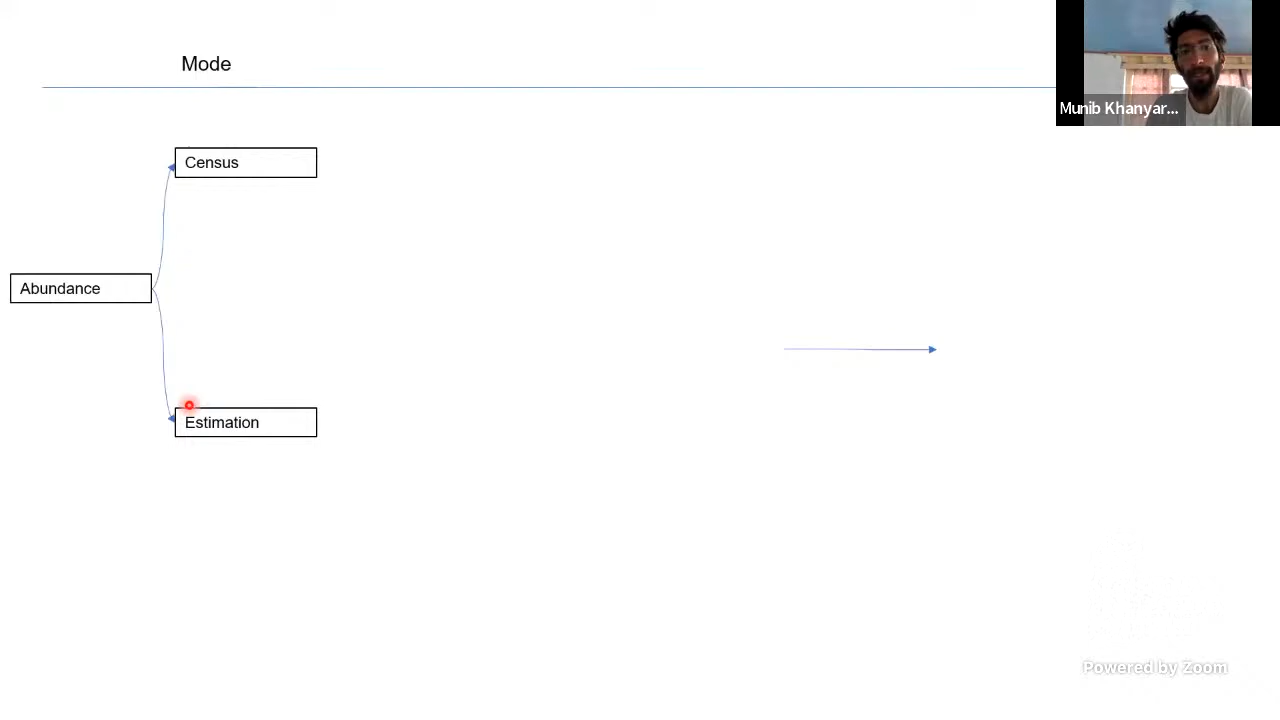 Mode
Munib Khanyar...
Census
Abundance
Estimation
Powered by Zoom